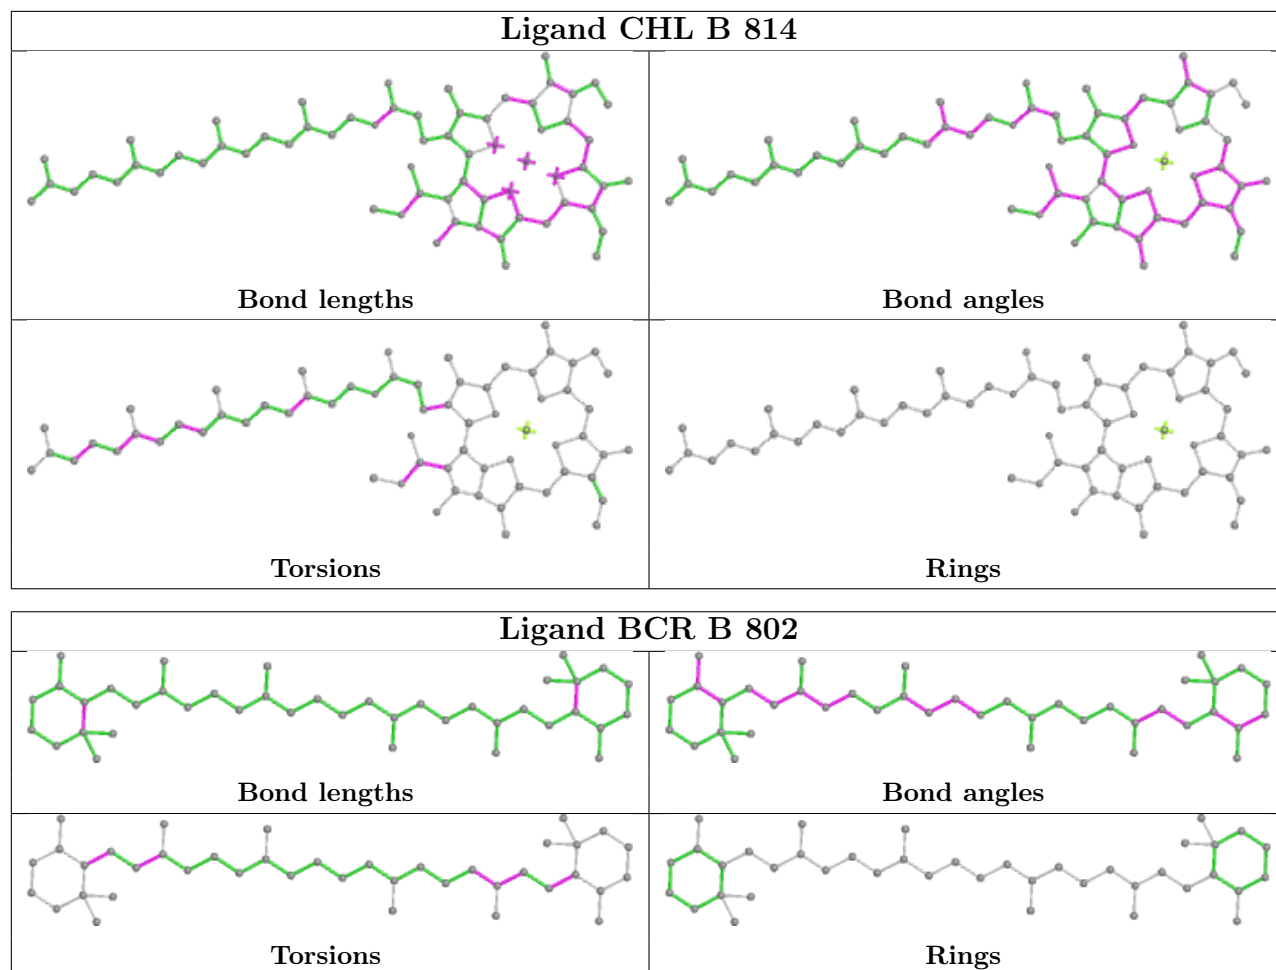 Ligand CHL B 814
Bond lengths
Bond angles
Torsions
Rings
Ligand BCR B 802
Bond lengths
Bond angles
Torsions
Rings